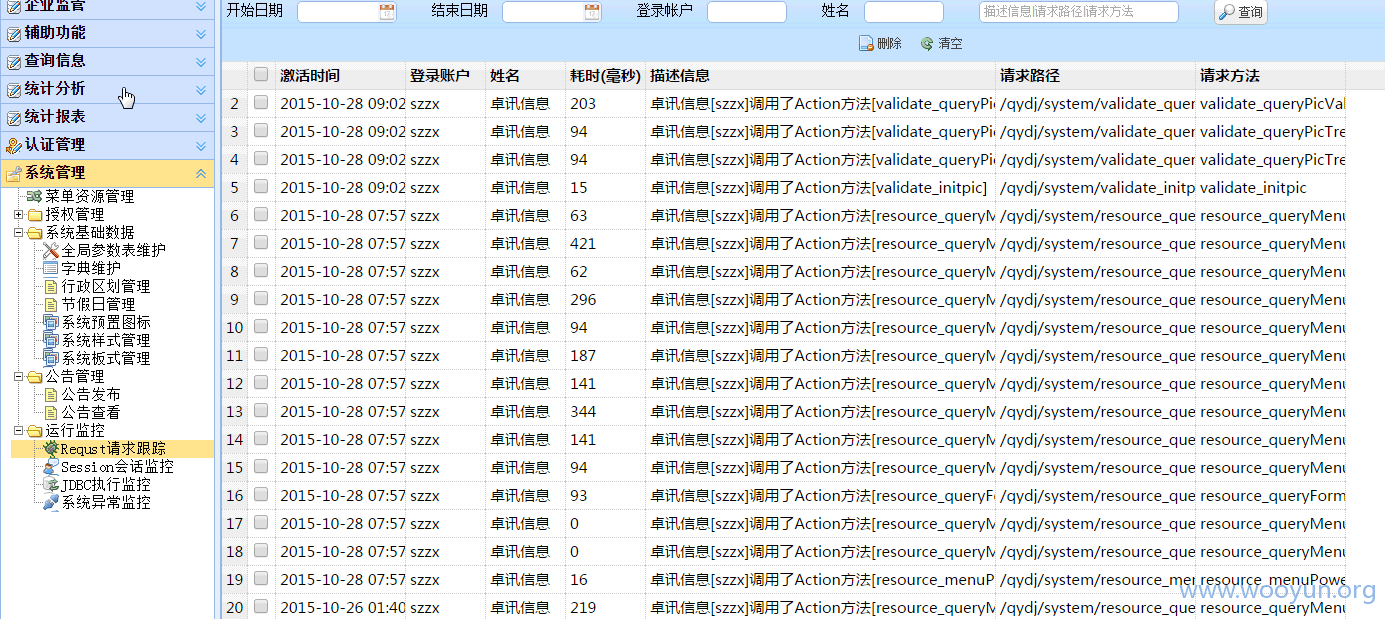 企业监管
辅助功能
查询信息
统计分析
统计报表
认证管理
系统管理
菜单资源管理
授权管理
系统基础数据
全局参数表维护
字典维护
行政区划管理
节假日管理
系统预置图标
系统样式管理
系统板式管理
公告管理
公告发布
公告查看
运行监控
Requst请求跟踪
Session会话监控
JDBC执行监控
系统异常监控
开始日期 结束日期 登录帐户 姓名 描述信息|请求路径|请求方法 查询
删除 清空
激活时间 登录账户 姓名 耗时(毫秒) 描述信息 请求路径 请求方法
2 2015-10-28 09:02 szzx 卓讯信息 203 卓讯信息[szzx]调用了Action方法[validate_queryPic /qydj/system/validate_quer validate_queryPicVal
3 2015-10-28 09:02 szzx 卓讯信息 94 卓讯信息[szzx]调用了Action方法[validate_queryPic /qydj/system/validate_quer validate_queryPicTre
4 2015-10-28 09:02 szzx 卓讯信息 94 卓讯信息[szzx]调用了Action方法[validate_queryPic /qydj/system/validate_quer validate_queryPicTre
5 2015-10-28 09:02 szzx 卓讯信息 15 卓讯信息[szzx]调用了Action方法[validate_initpic] /qydj/system/validate_initp validate_initpic
6 2015-10-28 07:57 szzx 卓讯信息 63 卓讯信息[szzx]调用了Action方法[resource_queryM /qydj/system/resource_que resource_queryMenu
7 2015-10-28 07:57 szzx 卓讯信息 421 卓讯信息[szzx]调用了Action方法[resource_queryM /qydj/system/resource_que resource_queryMenu
8 2015-10-28 07:57 szzx 卓讯信息 62 卓讯信息[szzx]调用了Action方法[resource_queryM /qydj/system/resource_que resource_queryMenu
9 2015-10-28 07:57 szzx 卓讯信息 296 卓讯信息[szzx]调用了Action方法[resource_queryM /qydj/system/resource_que resource_queryMenu
10 2015-10-28 07:57 szzx 卓讯信息 94 卓讯信息[szzx]调用了Action方法[resource_queryM /qydj/system/resource_que resource_queryMenu
11 2015-10-28 07:57 szzx 卓讯信息 187 卓讯信息[szzx]调用了Action方法[resource_queryM /qydj/system/resource_que resource_queryMenu
12 2015-10-28 07:57 szzx 卓讯信息 141 卓讯信息[szzx]调用了Action方法[resource_queryM /qydj/system/resource_que resource_queryMenu
13 2015-10-28 07:57 szzx 卓讯信息 344 卓讯信息[szzx]调用了Action方法[resource_queryM /qydj/system/resource_que resource_queryMenu
14 2015-10-28 07:57 szzx 卓讯信息 141 卓讯信息[szzx]调用了Action方法[resource_queryM /qydj/system/resource_que resource_queryMenu
15 2015-10-28 07:57 szzx 卓讯信息 94 卓讯信息[szzx]调用了Action方法[resource_queryM /qydj/system/resource_que resource_queryMenu
16 2015-10-28 07:57 szzx 卓讯信息 93 卓讯信息[szzx]调用了Action方法[resource_queryFo /qydj/system/resource_que resource_queryForm
17 2015-10-28 07:57 szzx 卓讯信息 0 卓讯信息[szzx]调用了Action方法[resource_queryM /qydj/system/resource_que resource_queryMenu
18 2015-10-28 07:57 szzx 卓讯信息 0 卓讯信息[szzx]调用了Action方法[resource_queryM /qydj/system/resource_que resource_queryMenu
19 2015-10-28 07:57 szzx 卓讯信息 16 卓讯信息[szzx]调用了Action方法[resource_menuP /qydj/system/resource_mer resource_menuPowe
20 2015-10-26 01:40 szzx 卓讯信息 219 卓讯信息[szzx]调用了Action方法[resource_queryM /qydj/system/resource_que resource_queryMenu
www.wooyun.org